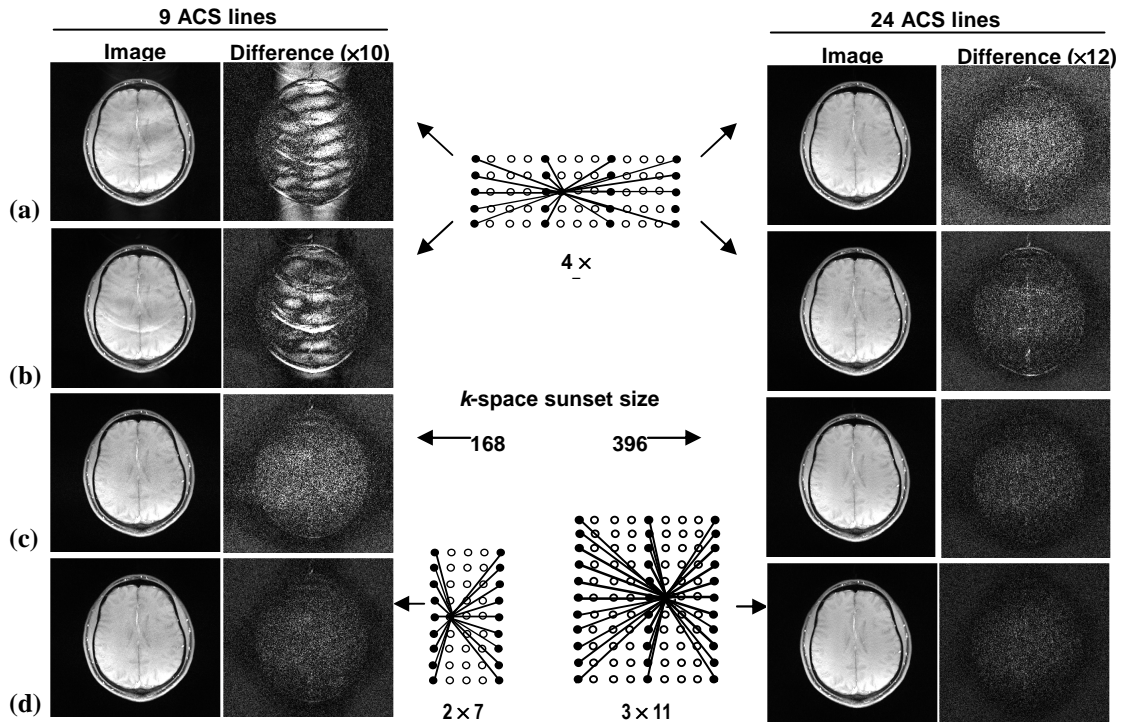 9 ACS lines
24 ACS lines
Image
Difference (×10)
Image
Difference (×12)
(a)
4 ×
(b)
k-space sunset size
168
396
(c)
(d)
2 × 7
3 × 11